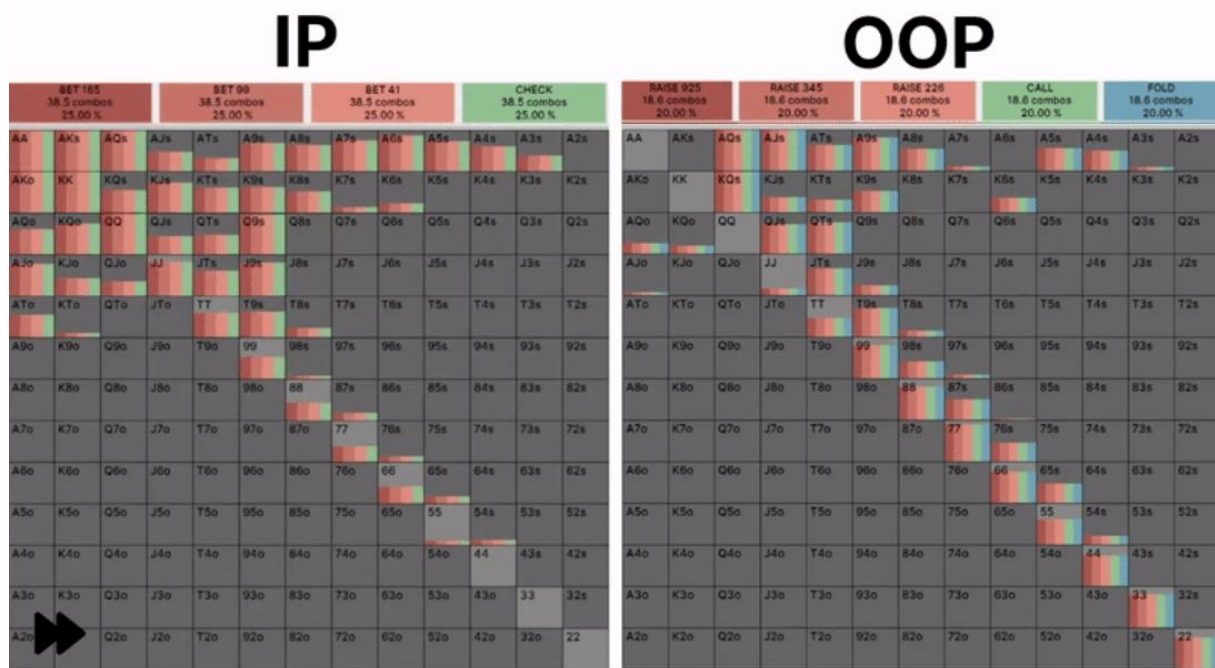 IP
OOP
BET 165 BET 99 BET 41 CHECK
38.5 combos 38.5 combos 38.5 combos 38.5 combos
25.00 % 25.00 % 25.00 % 25.00 %
RAISE 925 RAISE 345 RAISE 226 CALL FOLD
18.6 combos 18.6 combos 18.6 combos 18.6 combos 18.6 combos
20.00 % 20.00 % 20.00 % 20.00 % 20.00 %
AA AKs AQs AJs ATs A9s A8s A7s A6s A5s A4s A3s A2s
AKo KK KQs KJs KTs K9s K8s K7s K6s K5s K4s K3s K2s
AQo KQo QQ QJs QTs Q9s Q8s Q7s Q6s Q5s Q4s Q3s Q2s
AJo KJo QJo JJ JTs J9s J8s J7s J6s J5s J4s J3s J2s
ATo KTo QTo JTo TT T9s T8s T7s T6s T5s T4s T3s T2s
A9o K9o Q9o J9o T9o 99 98s 97s 96s 95s 94s 93s 92s
A8o K8o Q8o J8o T8o 98o 88 87s 86s 85s 84s 83s 82s
A7o K7o Q7o J7o T7o 97o 87o 77 76s 75s 74s 73s 72s
A6o K6o Q6o J6o T6o 96o 86o 76o 66 65s 64s 63s 62s
A5o K5o Q5o J5o T5o 95o 85o 75o 65o 55 54s 53s 52s
A4o K4o Q4o J4o T4o 94o 84o 74o 64o 54o 44 43s 42s
A3o K3o Q3o J3o T3o 93o 83o 73o 63o 53o 43o 33 32s
A2o Q2o J2o T2o 92o 82o 72o 62o 52o 42o 32o 22
AA AKs AQs AJs ATs A9s A8s A7s A6s A5s A4s A3s A2s
AKo KK KQs KJs KTs K9s K8s K7s K6s K5s K4s K3s K2s
AQo KQo QQ QJs QTs Q9s Q8s Q7s Q6s Q5s Q4s Q3s Q2s
AJo KJo QJo JJ JTs J9s J8s J7s J6s J5s J4s J3s J2s
ATo KTo QTo JTo TT T9s T8s T7s T6s T5s T4s T3s T2s
A9o K9o Q9o J9o T9o 99 98s 97s 96s 95s 94s 93s 92s
A8o K8o Q8o J8o T8o 98o 88 87s 86s 85s 84s 83s 82s
A7o K7o Q7o J7o T7o 97o 87o 77 76s 75s 74s 73s 72s
A6o K6o Q6o J6o T6o 96o 86o 76o 66 65s 64s 63s 62s
A5o K5o Q5o J5o T5o 95o 85o 75o 65o 55 54s 53s 52s
A4o K4o Q4o J4o T4o 94o 84o 74o 64o 54o 44 43s 42s
A3o K3o Q3o J3o T3o 93o 83o 73o 63o 53o 43o 33 32s
A2o K2o Q2o J2o T2o 92o 82o 72o 62o 52o 42o 32o 22